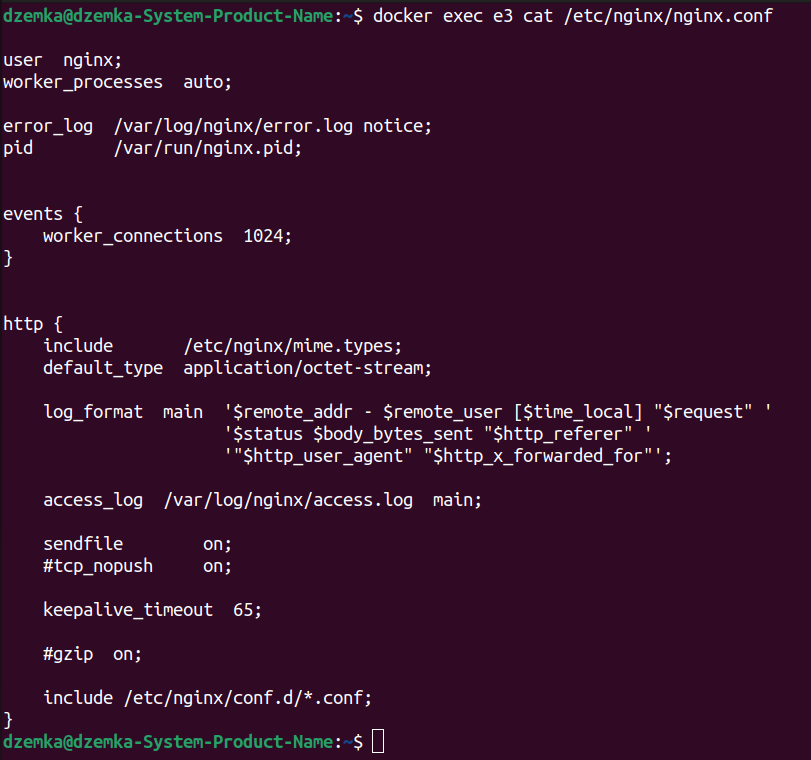 dzemka@dzemka-System-Product-Name:~$ docker exec e3 cat /etc/nginx/nginx.conf

user  nginx;
worker_processes  auto;

error_log  /var/log/nginx/error.log notice;
pid        /var/run/nginx.pid;


events {
    worker_connections  1024;
}


http {
    include       /etc/nginx/mime.types;
    default_type  application/octet-stream;

    log_format  main  '$remote_addr - $remote_user [$time_local] "$request" '
                      '$status $body_bytes_sent "$http_referer" '
                      '"$http_user_agent" "$http_x_forwarded_for"';

    access_log  /var/log/nginx/access.log  main;

    sendfile        on;
    #tcp_nopush     on;

    keepalive_timeout  65;

    #gzip  on;

    include /etc/nginx/conf.d/*.conf;
}
dzemka@dzemka-System-Product-Name:~$